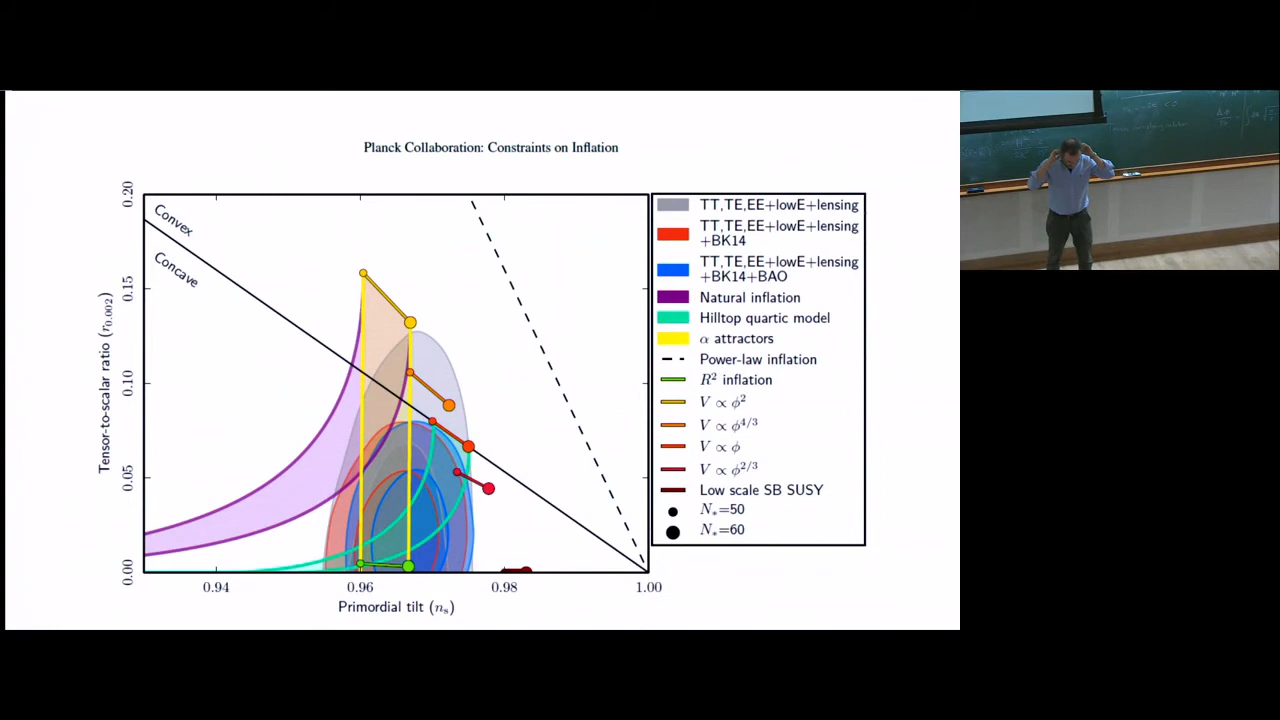 Planck Collaboration: Constraints on Inflation
0.20
0.15
0.10
0.05
0.00
Tensor-to-scalar ratio (r0.002)
Convex
Concave
0.94
0.96
0.98
1.00
Primordial tilt (ns)
TT,TE,EE+lowE+lensing
TT,TE,EE+lowE+lensing
+BK14
TT,TE,EE+lowE+lensing
+BK14+BAO
Natural inflation
Hilltop quartic model
α attractors
Power-law inflation
R² inflation
V ∝ ϕ²
V ∝ ϕ⁴/³
V ∝ ϕ
V ∝ ϕ²/³
Low scale SB SUSY
N*=50
N*=60